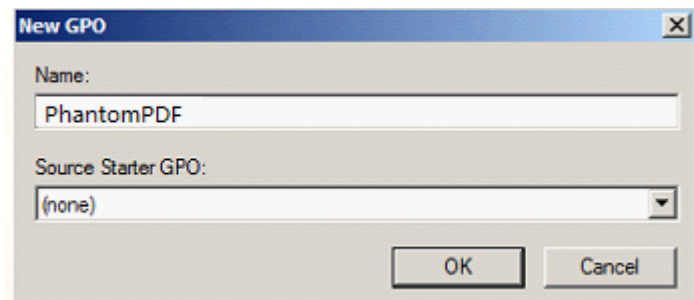 New GPO
Name:
PhantomPDF
Source Starter GPO:
(none)
OK Cancel